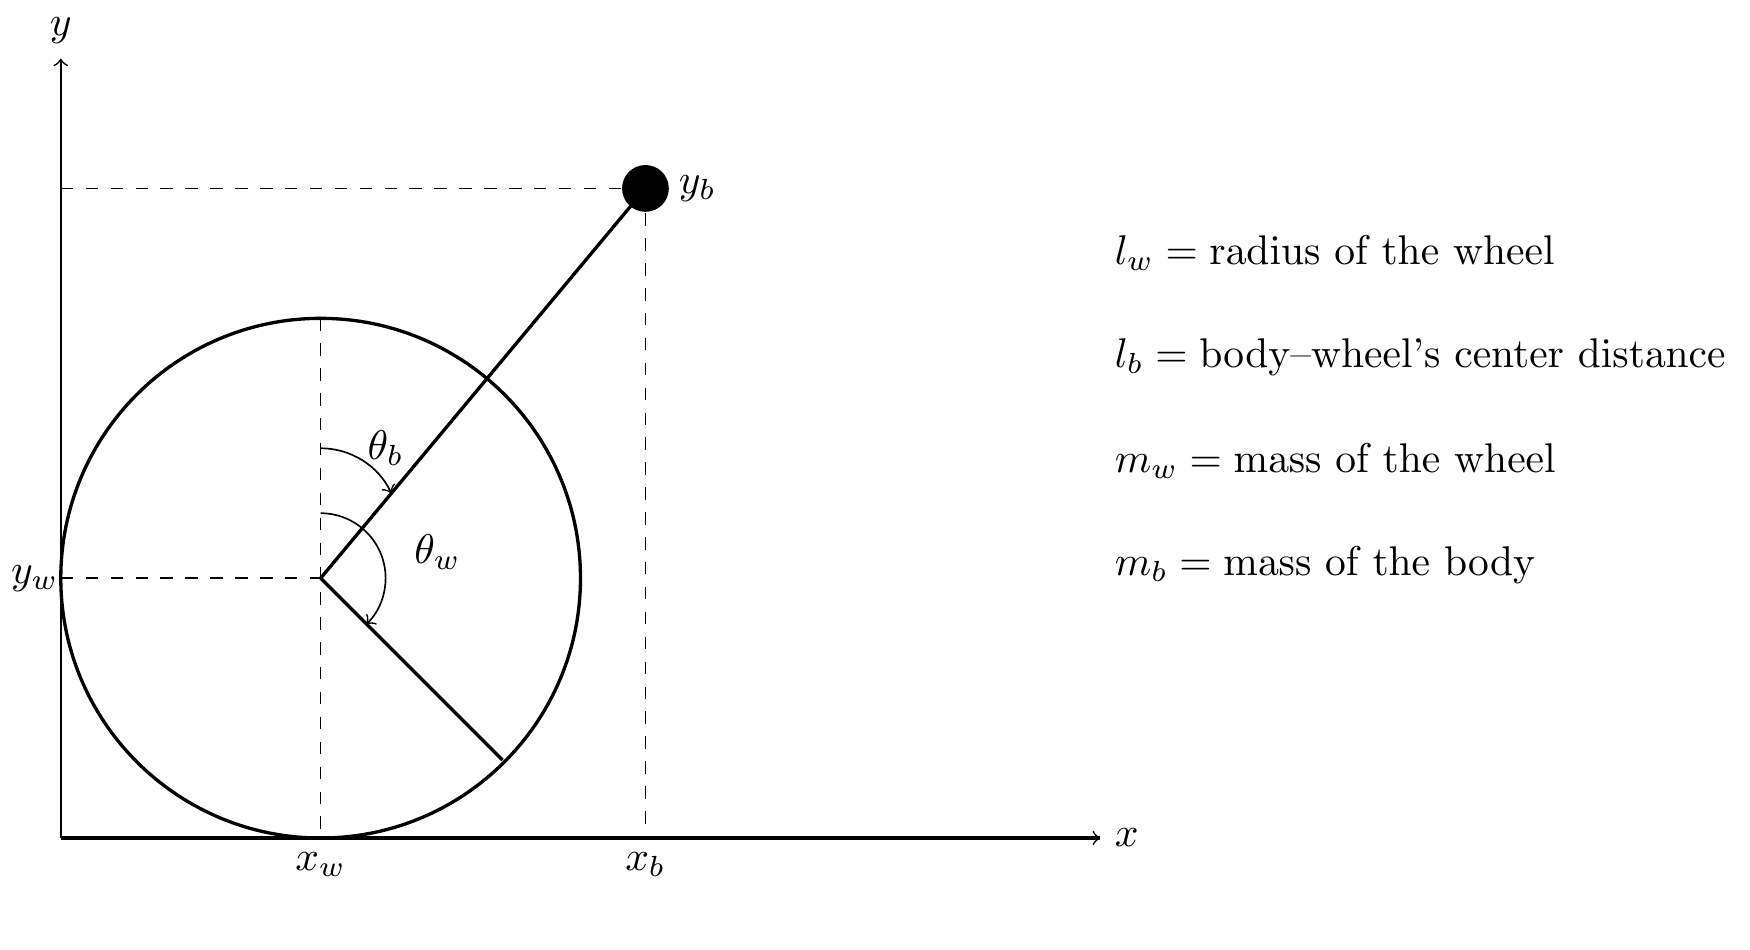 y
y_b
l_w = radius of the wheel
l_b = body–wheel's center distance
θ_b
m_w = mass of the wheel
θ_w
m_b = mass of the body
y_w
x
x_w
x_b